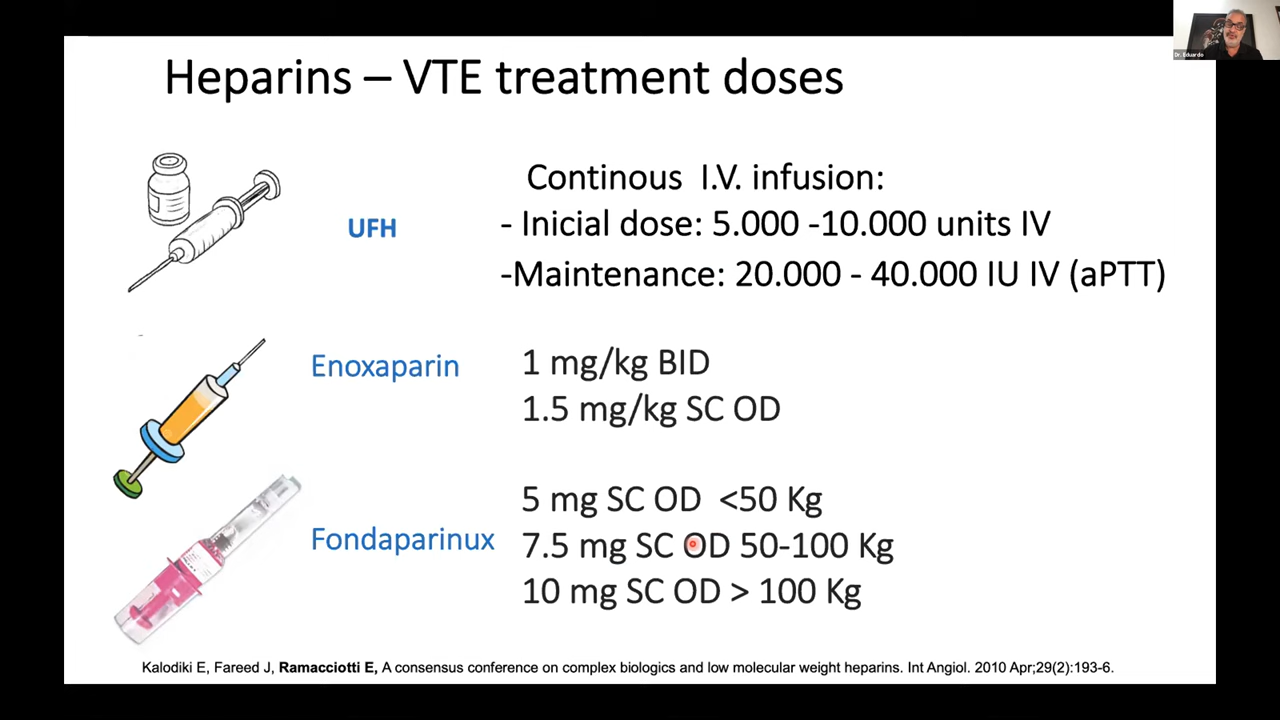 Dr. Eduardo
Heparins – VTE treatment doses
UFH
Continous I.V. infusion:
- Inicial dose: 5.000 -10.000 units IV
-Maintenance: 20.000 - 40.000 IU IV (aPTT)
Enoxaparin
1 mg/kg BID
1.5 mg/kg SC OD
Fondaparinux
5 mg SC OD <50 Kg
7.5 mg SC OD 50-100 Kg
10 mg SC OD > 100 Kg
Kalodiki E, Fareed J, Ramacciotti E, A consensus conference on complex biologics and low molecular weight heparins. Int Angiol. 2010 Apr;29(2):193-6.